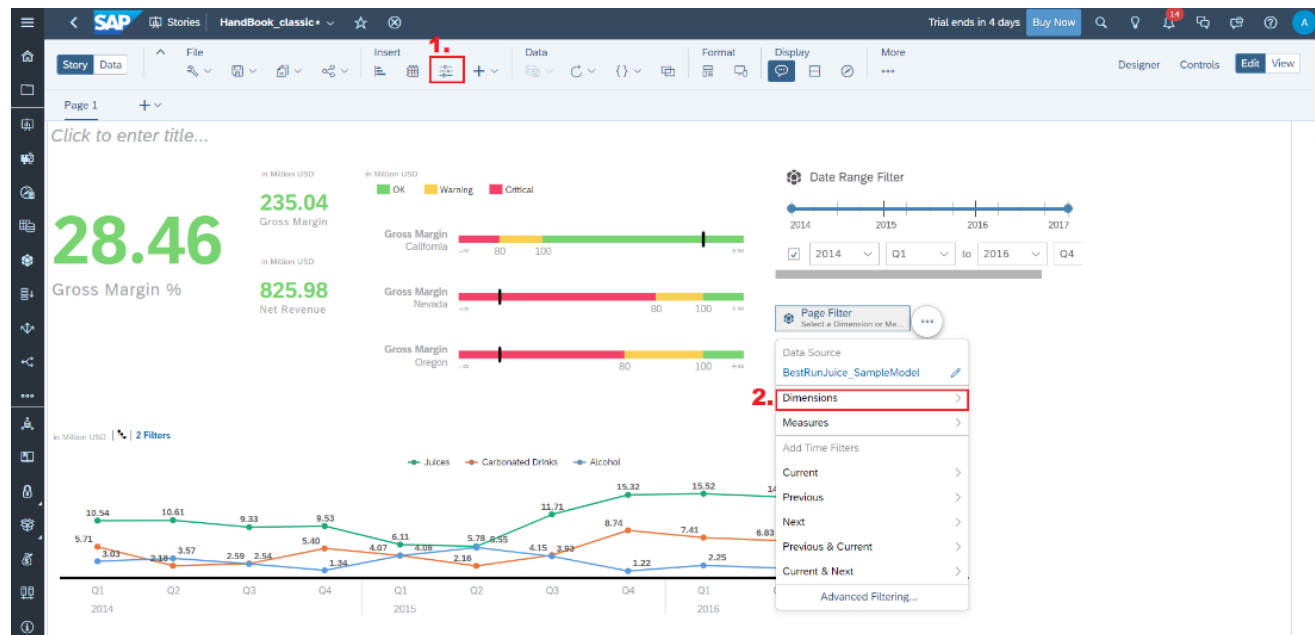 SAP Stories HandBook_classic* Trial ends in 4 days Buy Now 14 A
Story Data File Insert 1. Data Format Display More Designer Controls Edit View
Page 1
Click to enter title...
28.46
Gross Margin %
in Million USD
235.04
Gross Margin
in Million USD
825.98
Net Revenue
in Million USD
OK Warning Critical
Gross Margin
California
-∞ 80 100 +∞
Gross Margin
Nevada
-∞ 80 100 +∞
Gross Margin
Oregon
-∞ 80 100 +∞
Date Range Filter
2014 2015 2016 2017
2014 Q1 to 2016 Q4
Page Filter
Select a Dimension or Me...
Data Source
BestRunJuice_SampleModel
2. Dimensions
Measures
Add Time Filters
Current
Previous
Next
Previous & Current
Current & Next
Advanced Filtering...
in Million USD 2 Filters
Juices Carbonated Drinks Alcohol
10.54 10.61 9.33 9.53 6.11 5.78 11.71 15.32 15.52 14
5.71 2.18 2.59 5.40 4.07 2.16 4.15 8.74 7.41 6.83
3.03 3.57 2.54 1.34 4.08 6.55 3.93 1.22 2.25
Q1 Q2 Q3 Q4 Q1 Q2 Q3 Q4 Q1
2014 2015 2016